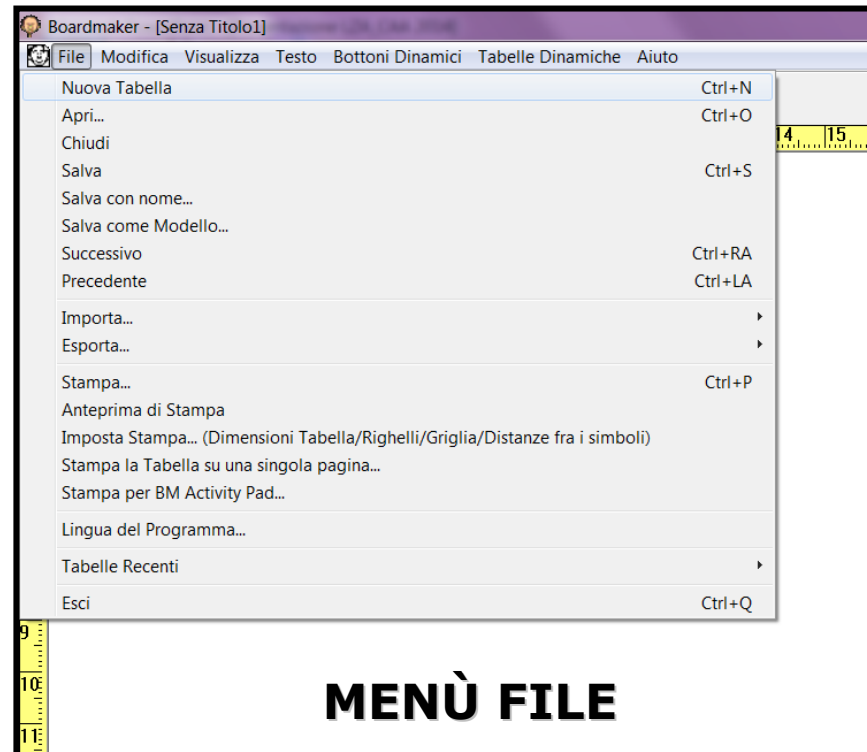 Boardmaker - [Senza Titolo1]
File Modifica Visualizza Testo Bottoni Dinamici Tabelle Dinamiche Aiuto
Nuova Tabella Ctrl+N
Apri... Ctrl+O
14 15
Chiudi
Salva Ctrl+S
Salva con nome...
Salva come Modello...
Successivo Ctrl+RA
Precedente Ctrl+LA
Importa...
Esporta...
Stampa... Ctrl+P
Anteprima di Stampa
Imposta Stampa... (Dimensioni Tabella/Righelli/Griglia/Distanze fra i simboli)
Stampa la Tabella su una singola pagina...
Stampa per BM Activity Pad...
Lingua del Programma...
Tabelle Recenti
Esci Ctrl+Q
9
10
MENÙ FILE
11